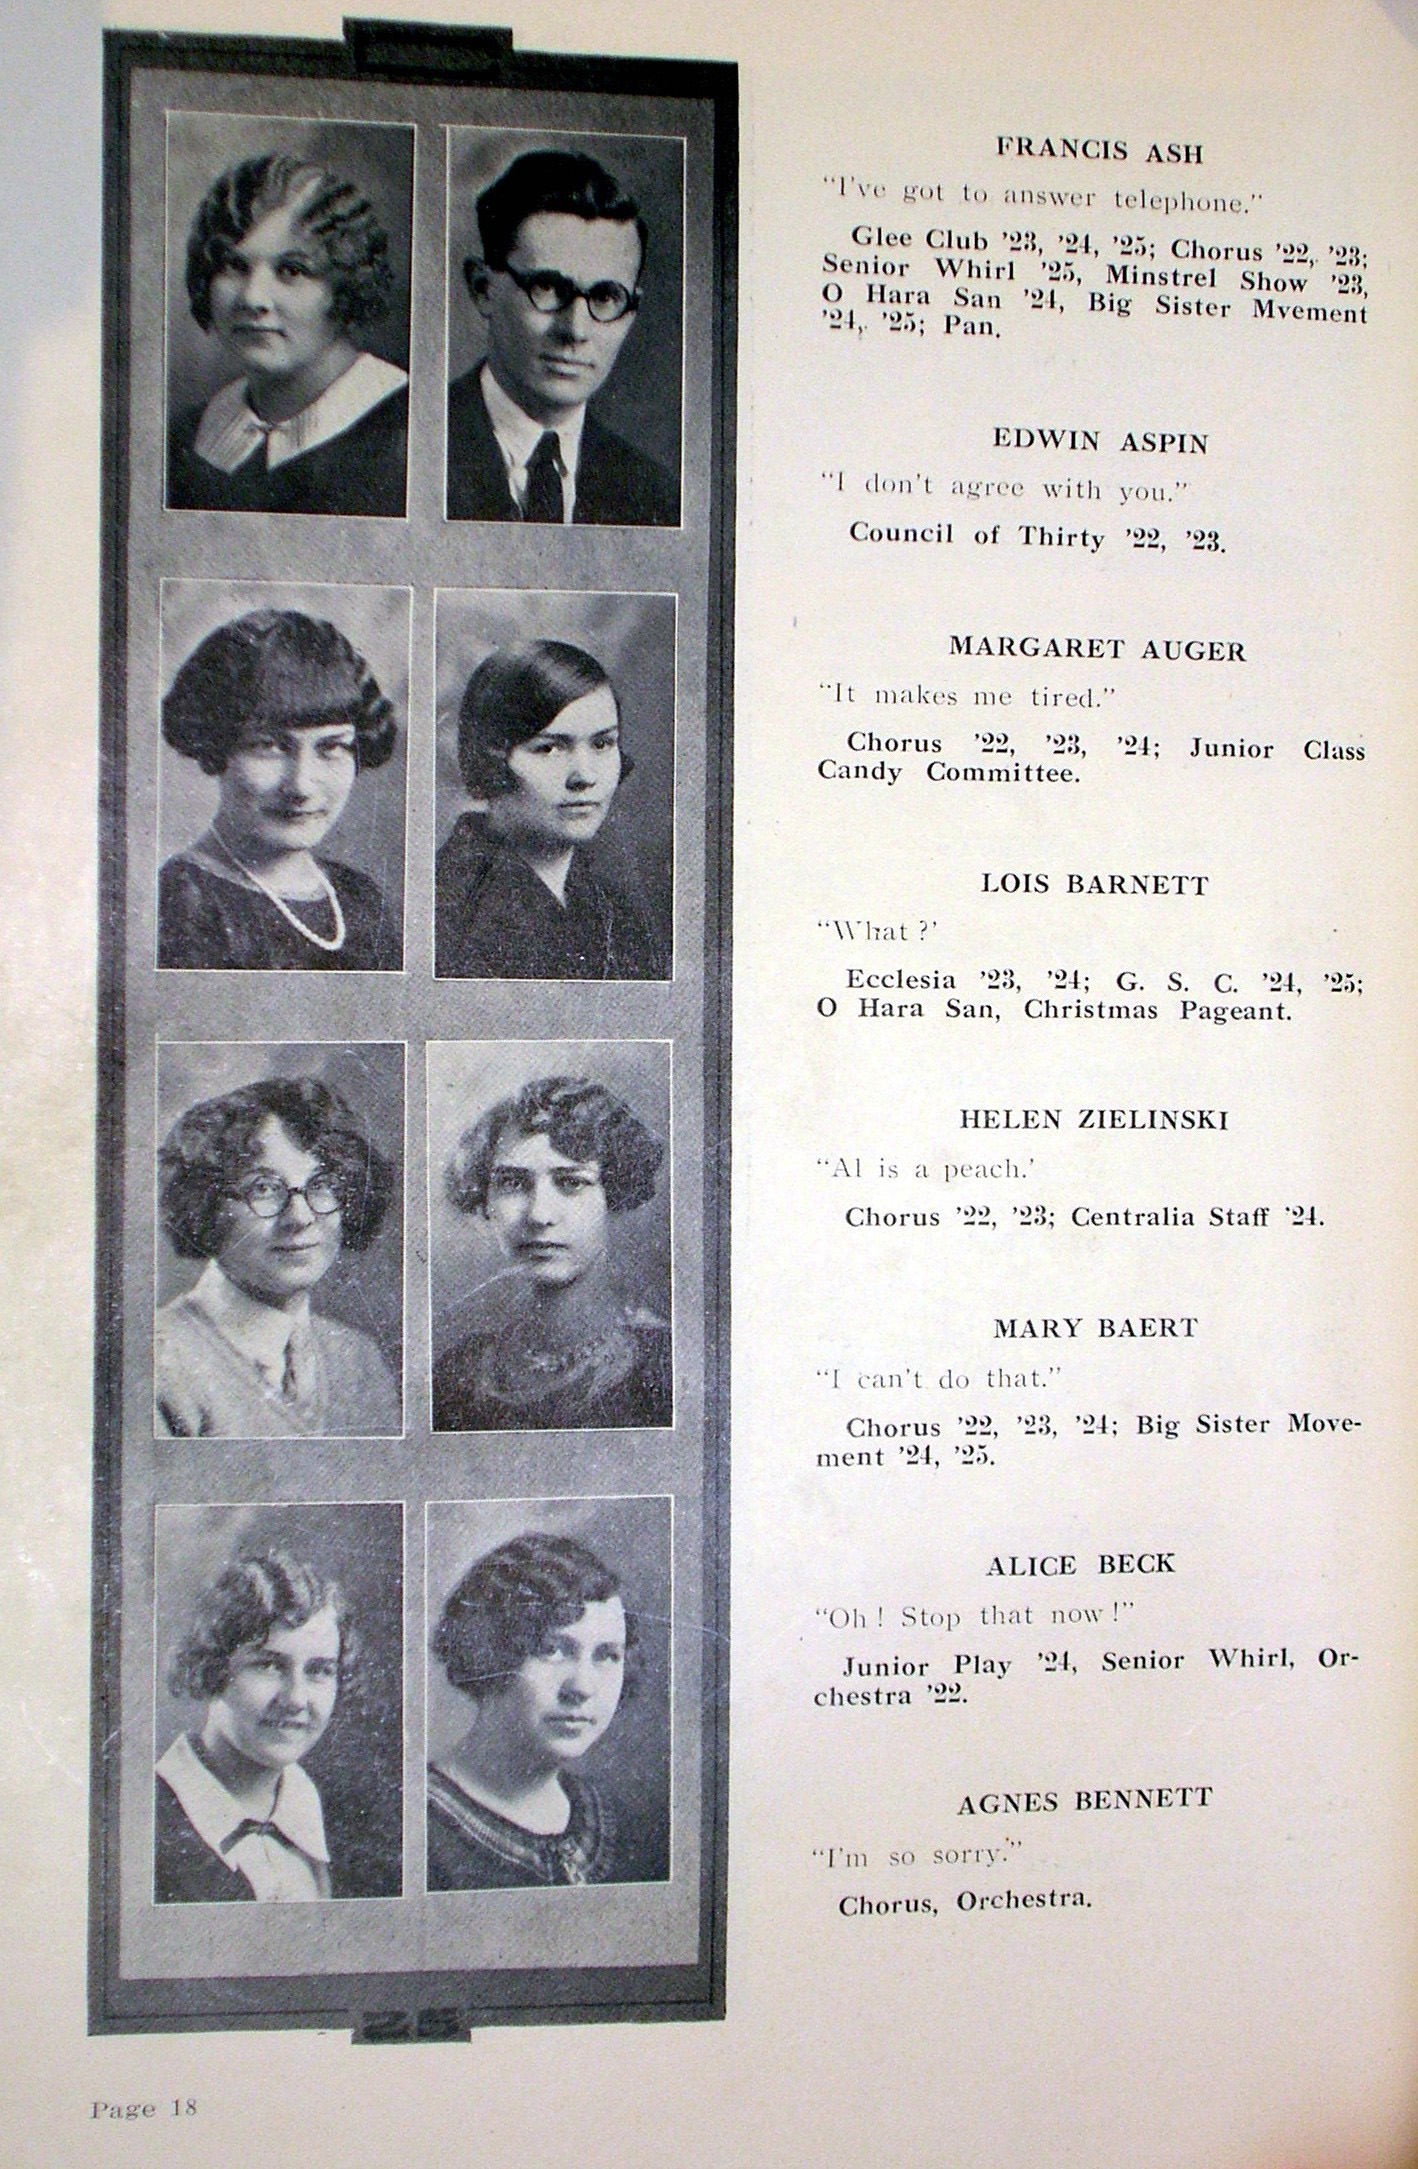 FRANCIS ASH
"I've got to answer telephone."
Glee Club '23, '24, '25; Chorus '22, '23;
Senior Whirl '25, Minstrel Show '23,
O Hara San '24, Big Sister Mvement
'24, '25; Pan.
EDWIN ASPIN
"I don't agree with you."
Council of Thirty '22, '23.
MARGARET AUGER
"It makes me tired."
Chorus '22, '23, '24; Junior Class
Candy Committee.
LOIS BARNETT
"What?'
Ecclesia '23, '24; G. S. C. '24, '25;
O Hara San, Christmas Pageant.
HELEN ZIELINSKI
"Al is a peach.'
Chorus '22, '23; Centralia Staff '24.
MARY BAERT
"I can't do that."
Chorus '22, '23, '24; Big Sister Move-
ment '24, '25.
ALICE BECK
"Oh! Stop that now!"
Junior Play '24, Senior Whirl, Or-
chestra '22.
AGNES BENNETT
"I'm so sorry."
Chorus, Orchestra.
25
Page 18